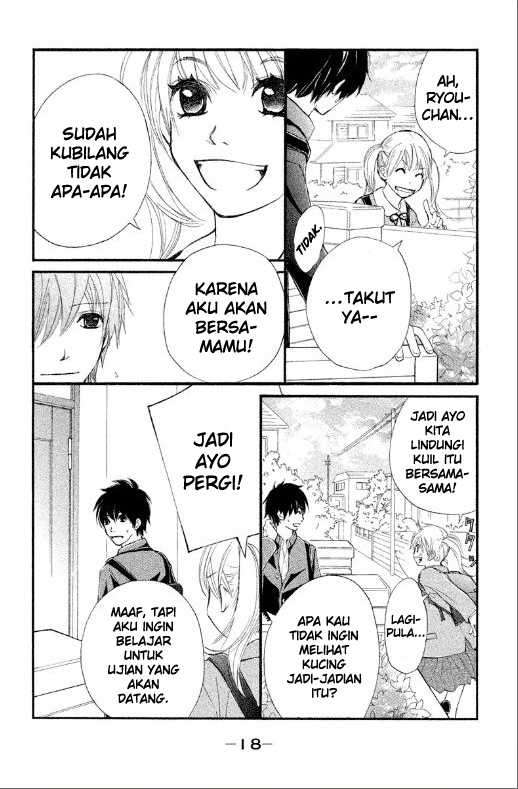 AH,
RYOU-
CHAN...
TIDAK.
...TAKUT
YA--
SUDAH
KUBILANG
TIDAK
APA-APA!
KARENA
AKU AKAN
BERSA-
MAMU!
JADI AYO
KITA
LINDUNGI
KUIL ITU
BERSAMA-
SAMA!
LAGI-
PULA...
APA KAU
TIDAK INGIN
MELIHAT
KUCING
JADI-JADIAN
ITU?
JADI
AYO
PERGI!
MAAF, TAPI
AKU INGIN
BELAJAR
UNTUK
UJIAN YANG
AKAN
DATANG.
-18-